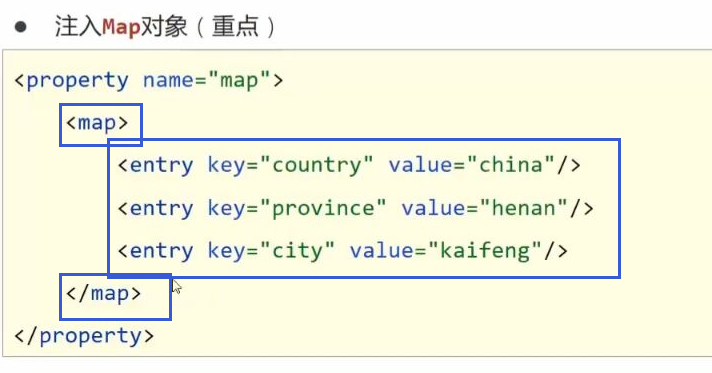 ● 注入Map对象（重点）
<property name="map">
<map>
<entry key="country" value="china"/>
<entry key="province" value="henan"/>
<entry key="city" value="kaifeng"/>
</map>
</property>